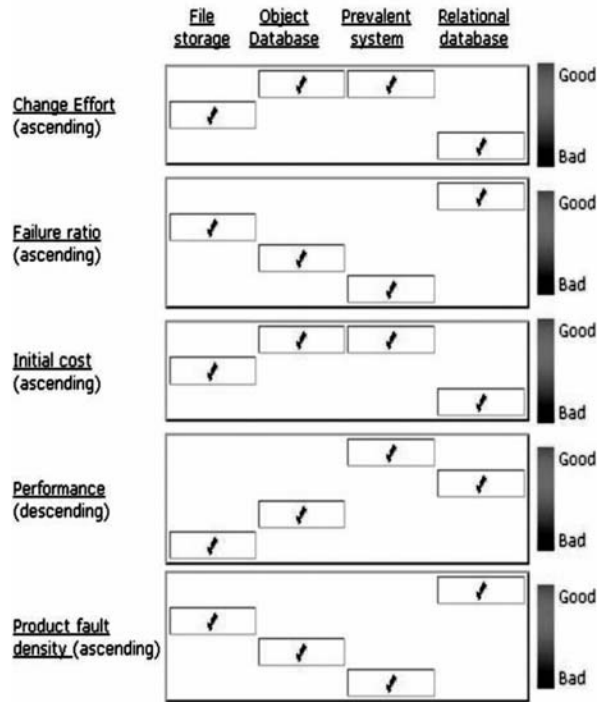 File Object Prevalent Relational
storage Database system database
Change Effort
(ascending)
Good
Bad
Failure ratio
(ascending)
Good
Bad
Initial cost
(ascending)
Good
Bad
Performance
(descending)
Good
Bad
Product fault
density (ascending)
Good
Bad